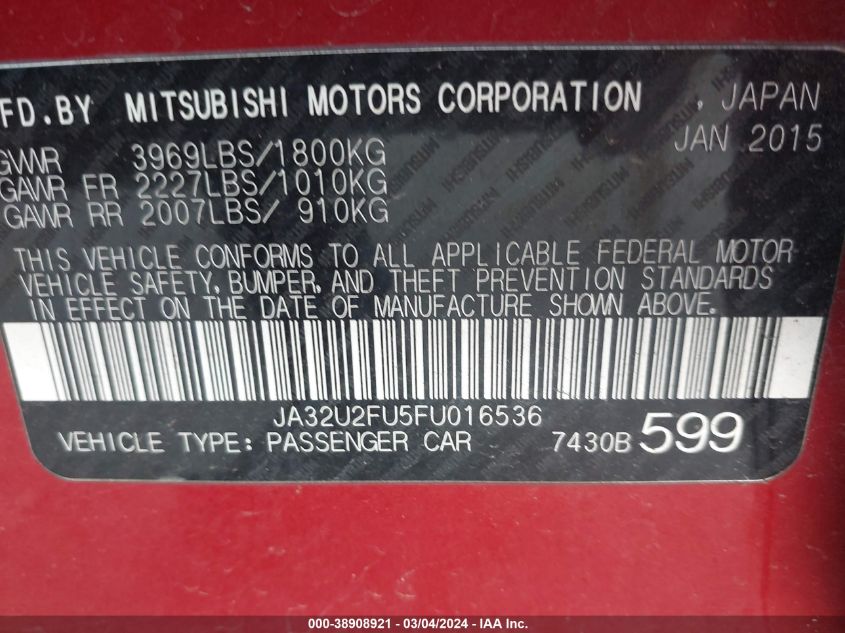 FD.BY MITSUBISHI MOTORS CORPORATION , JAPAN
JAN 2015
GVWR 3969LBS/1800KG
GAWR FR 2227LBS/1010KG
GAWR RR 2007LBS/ 910KG
THIS VEHICLE CONFORMS TO ALL APPLICABLE FEDERAL MOTOR
VEHICLE SAFETY, BUMPER, AND THEFT PREVENTION STANDARDS
IN EFFECT ON THE DATE OF MANUFACTURE SHOWN ABOVE.
JA32U2FU5FU016536
VEHICLE TYPE: PASSENGER CAR 7430B 599
000-38908921 - 03/04/2024 - IAA Inc.